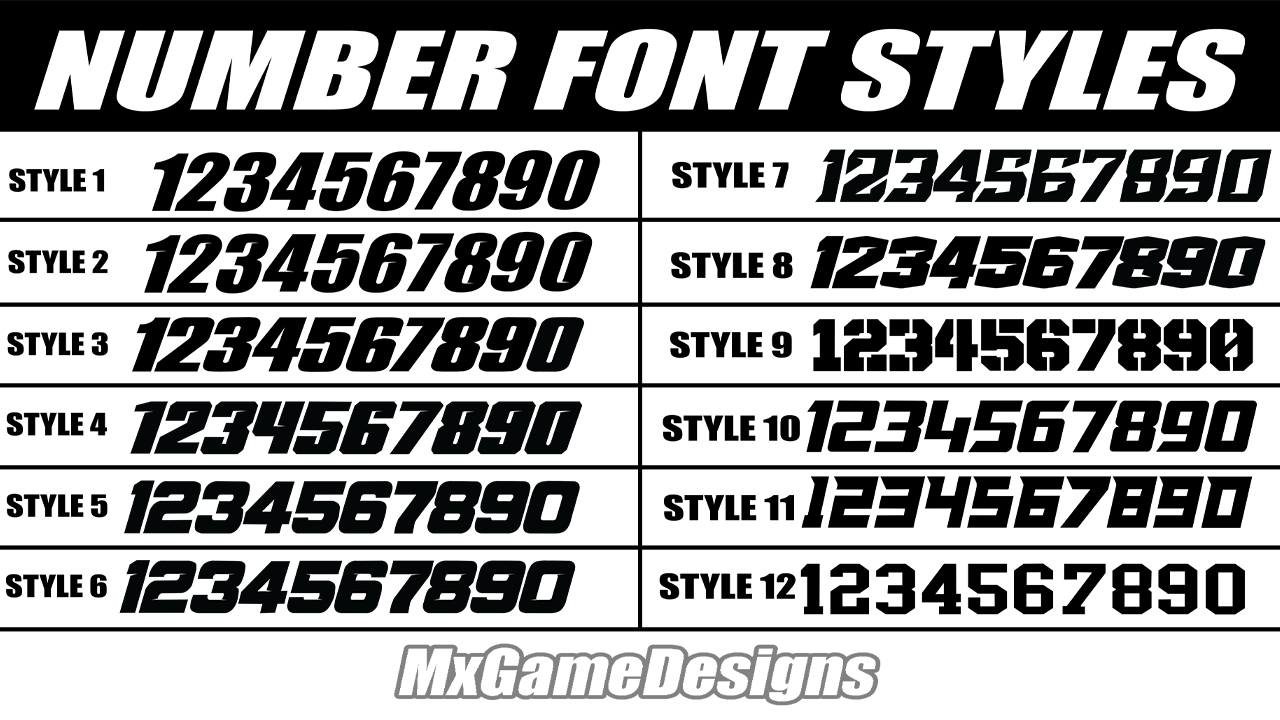 NUMBER FONT STYLES
STYLE 1 1234567890
STYLE 2 1234567890
STYLE 3 1234567890
STYLE 4 1234567890
STYLE 5 1234567890
STYLE 6 1234567890
STYLE 7 1234567890
STYLE 8 1234567890
STYLE 9 1234567890
STYLE 10 1234567890
STYLE 11 1234567890
STYLE 12 1234567890
MxGameDesigns